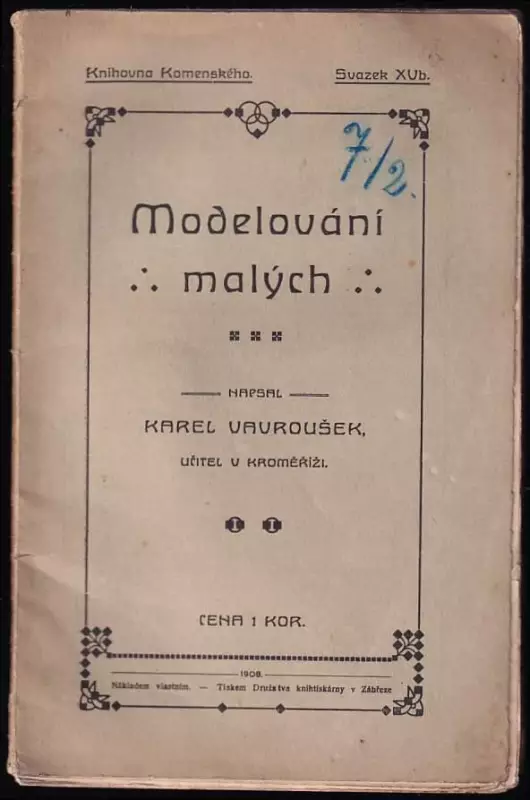 Knihovna Komenského. Svazek XVb.
7/2.
Modelování
malých
NAPSAL
KAREL VAVROUŠEK,
UČITEL V KROMĚŘÍŽI.
CENA 1 KOR.
1908.
Nákladem vlastním. — Tiskem Družstva knihtiskárny v Zábřeze